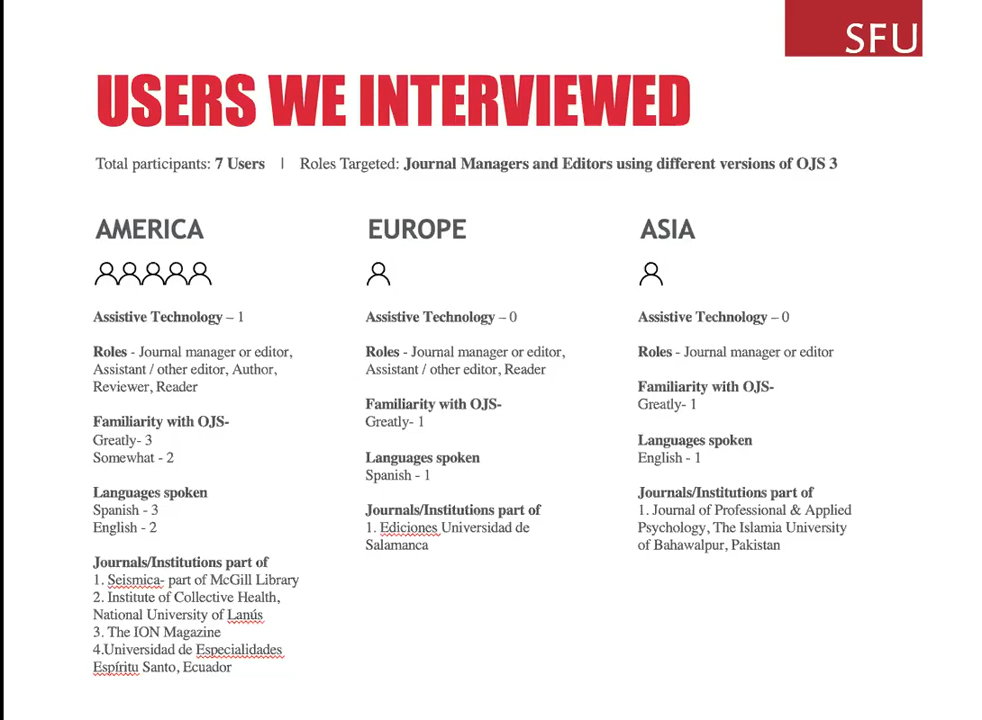 SFU
USERS WE INTERVIEWED
Total participants: 7 Users | Roles Targeted: Journal Managers and Editors using different versions of OJS 3
AMERICA
Assistive Technology – 1
Roles - Journal manager or editor,
Assistant / other editor, Author,
Reviewer, Reader
Familiarity with OJS-
Greatly- 3
Somewhat - 2
Languages spoken
Spanish - 3
English - 2
Journals/Institutions part of
1. Seismica- part of McGill Library
2. Institute of Collective Health,
National University of Lanús
3. The ION Magazine
4.Universidad de Especialidades
Espíritu Santo, Ecuador
EUROPE
Assistive Technology – 0
Roles - Journal manager or editor,
Assistant / other editor, Reader
Familiarity with OJS-
Greatly- 1
Languages spoken
Spanish - 1
Journals/Institutions part of
1. Ediciones Universidad de
Salamanca
ASIA
Assistive Technology – 0
Roles - Journal manager or editor
Familiarity with OJS-
Greatly- 1
Languages spoken
English - 1
Journals/Institutions part of
1. Journal of Professional & Applied
Psychology, The Islamia University
of Bahawalpur, Pakistan